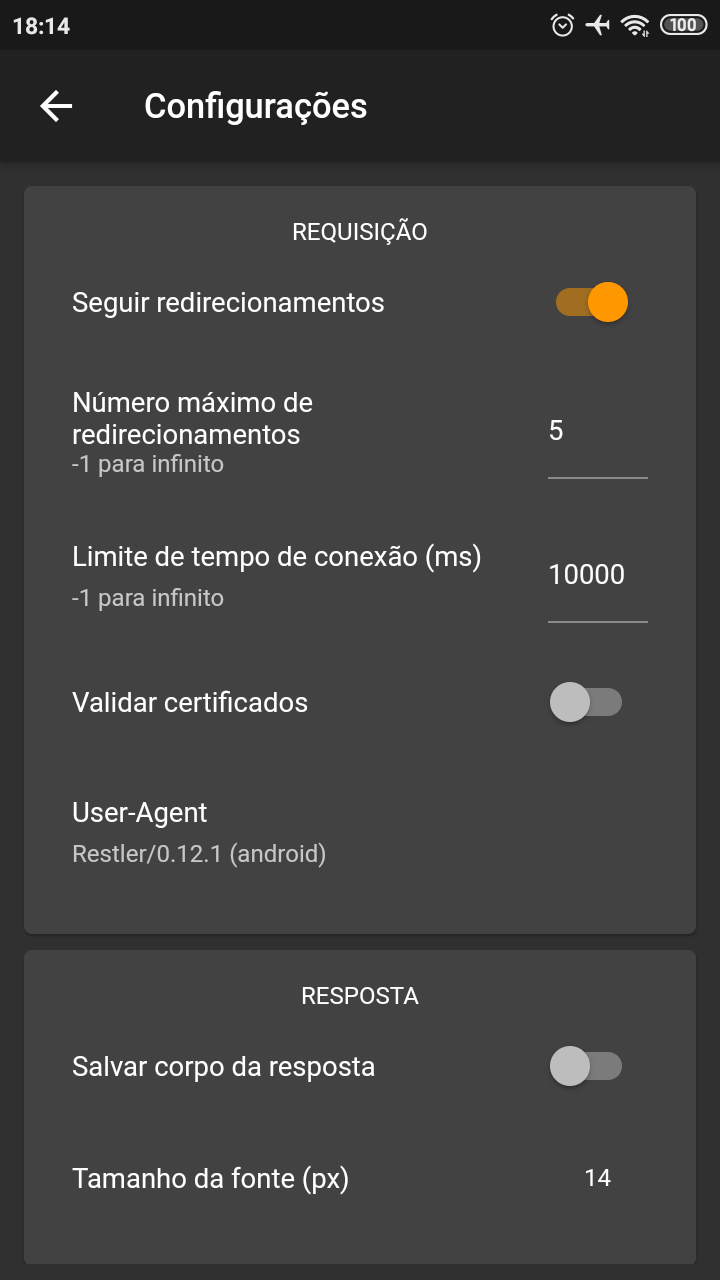 18:14
100
Configurações
REQUISIÇÃO
Seguir redirecionamentos
Número máximo de
redirecionamentos
-1 para infinito
5
Limite de tempo de conexão (ms)
-1 para infinito
10000
Validar certificados
User-Agent
Restler/0.12.1 (android)
RESPOSTA
Salvar corpo da resposta
Tamanho da fonte (px)
14